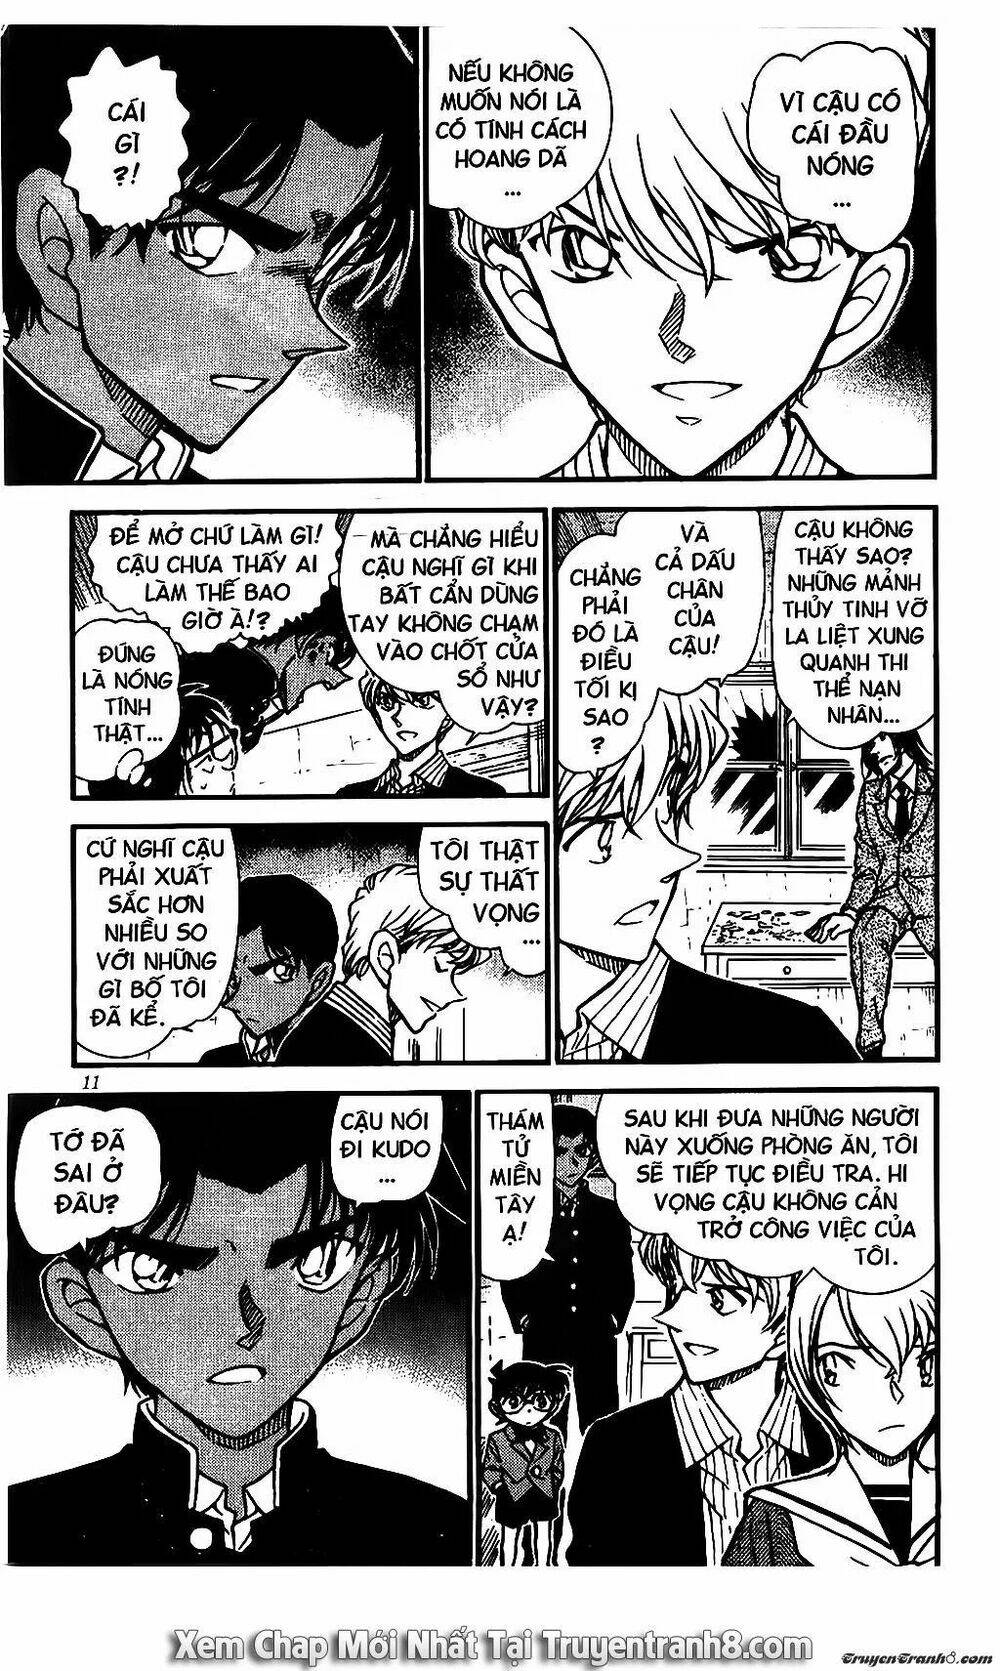 VÌ CẬU CÓ
CÁI ĐẦU
NÓNG
...
NẾU KHÔNG
MUỐN NÓI LÀ
CÓ TÍNH CÁCH
HOANG DÃ
...
CÁI
GÌ
?!
CẬU KHÔNG
THẤY SAO?
NHỮNG MẢNH
THỦY TINH VỠ
LA LIỆT XUNG
QUANH THI
THỂ NẠN
NHÂN...
VÀ
CẢ DẤU
CHÂN
CỦA
CẬU!
CHẲNG
PHẢI
ĐÓ LÀ
ĐIỀU
TỐI KỊ
SAO
?
MÀ CHẲNG HIỂU
CẬU NGHĨ GÌ KHI
BẤT CẨN DÙNG
TAY KHÔNG CHẠM
VÀO CHỐT CỬA
SỔ NHƯ
VẬY?
ĐỂ MỞ CHỨ LÀM GÌ!
CẬU CHƯA THẤY AI
LÀM THẾ BAO
GIỜ À!?
ĐÚNG
LÀ NÓNG
TÍNH
THẬT...
TÔI THẬT
SỰ THẤT
VỌNG
...
CỨ NGHĨ CẬU
PHẢI XUẤT
SẮC HƠN
NHIỀU SO
VỚI NHỮNG
GÌ BỐ TÔI
ĐÃ KỂ.
11
SAU KHI ĐƯA NHỮNG NGƯỜI
NÀY XUỐNG PHÒNG ĂN, TÔI
SẼ TIẾP TỤC ĐIỀU TRA. HI
VỌNG CẬU KHÔNG CẢN
TRỞ CÔNG VIỆC CỦA
TÔI.
THÁM
TỬ
MIỀN
TÂY
Ạ!
CẬU NÓI
ĐI KUDO
...
TỚ ĐÃ
SAI Ở
ĐÂU?
Xem Chap Mới Nhất Tại Truyentranh8.com
TruyenTranh8.com